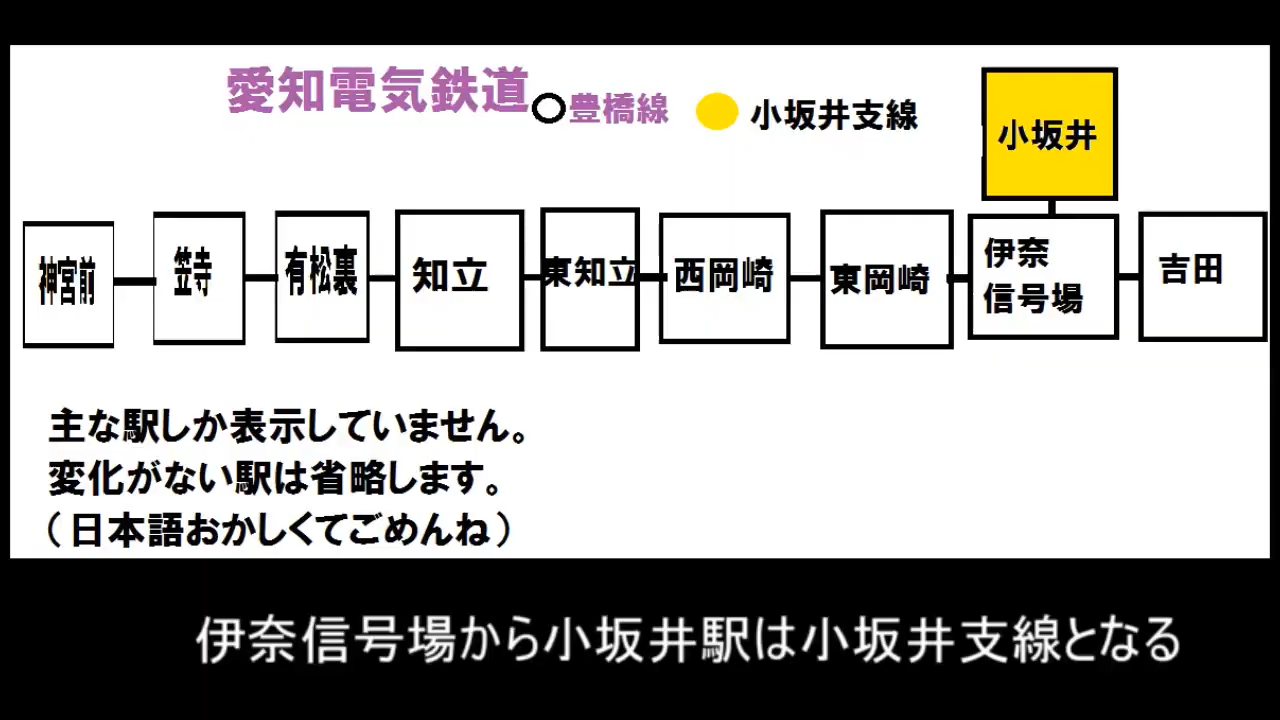 愛知電気鉄道 豊橋線 小坂井支線
小坂井
神宮前
笠寺
有松裏
知立
東知立
西岡崎
東岡崎
伊奈
信号場
吉田
主な駅しか表示していません。
変化がない駅は省略します。
(日本語おかしくてごめんね)
伊奈信号場から小坂井駅は小坂井支線となる